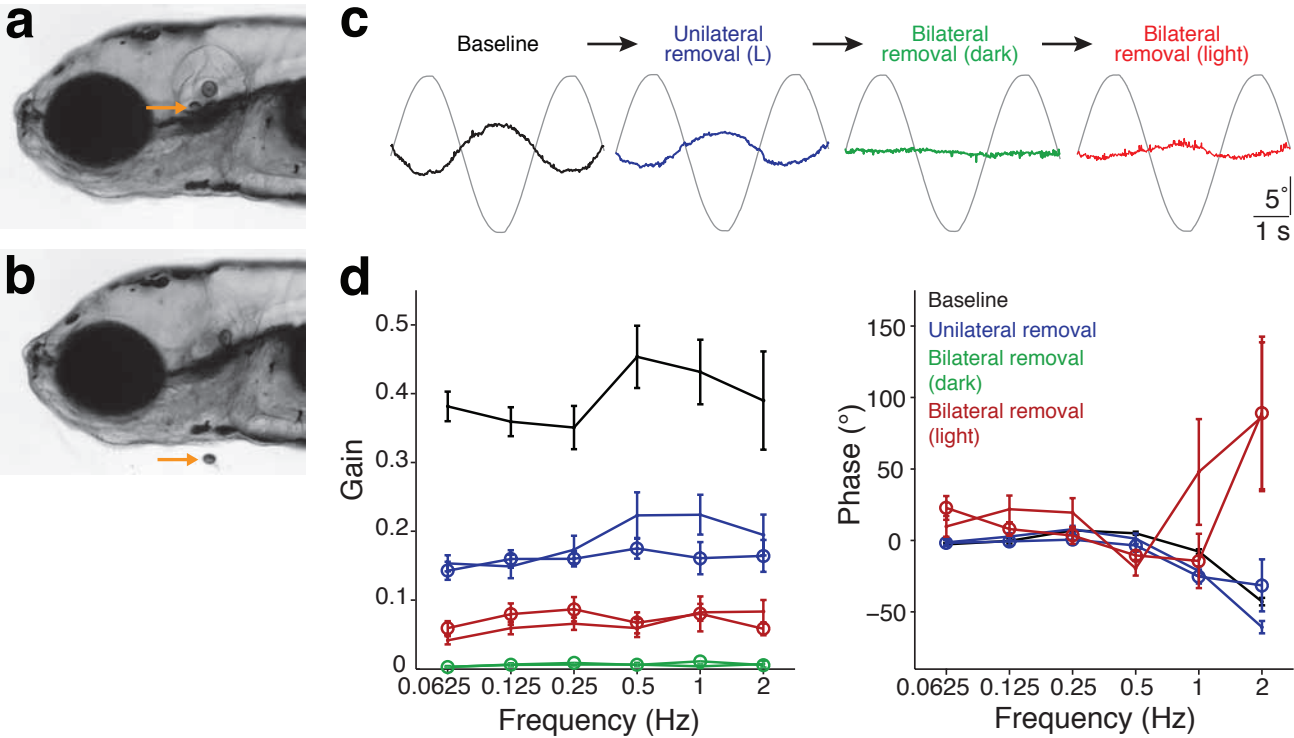 a
b
c
Baseline
Unilateral
removal (L)
Bilateral
removal (dark)
Bilateral
removal (light)
5°
1 s
d
Gain
0.5
0.4
0.3
0.2
0.1
0
0.0625 0.125 0.25 0.5 1 2
Frequency (Hz)
Phase (°)
150
100
50
0
−50
Baseline
Unilateral removal
Bilateral removal
(dark)
Bilateral removal
(light)
0.0625 0.125 0.25 0.5 1 2
Frequency (Hz)